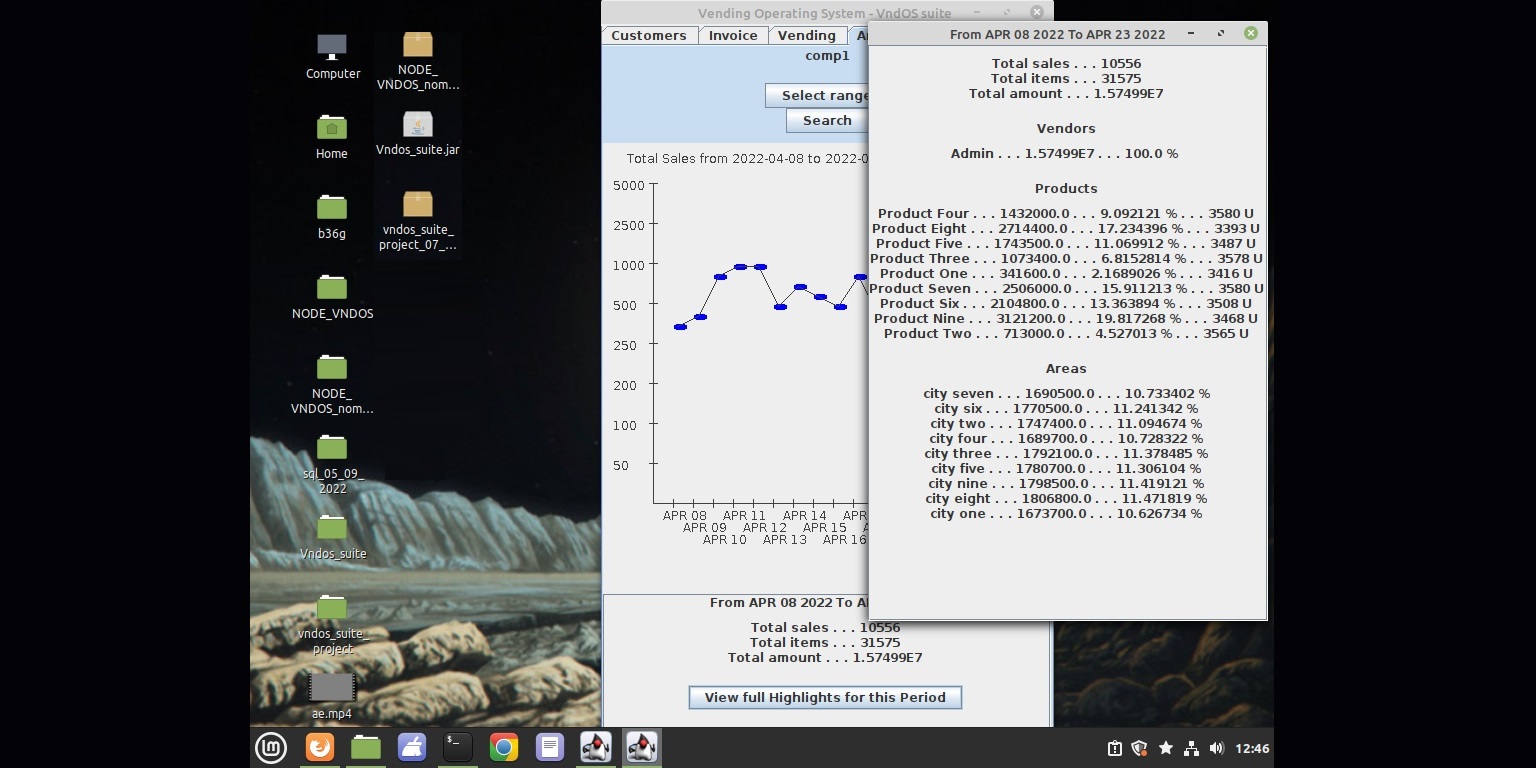 Computer
NODE_
VNDOS_nom...
Home
Vndos_suite.jar
b36g
vndos_suite_
project_07_...
NODE_VNDOS
NODE_
VNDOS_nom...
sql_05_09_
2022
Vndos_suite
vndos_suite_
project
ae.mp4
Vending Operating System - VndOS suite
Customers Invoice Vending
comp1
Select range
Search
Total Sales from 2022-04-08 to 2022-0
5000
2500
1000
500
250
200
100
50
APR 08 APR 11 APR 14 APR
APR 09 APR 12 APR 15
APR 10 APR 13 APR 16
From APR 08 2022 To
Total sales . . . 10556
Total items . . . 31575
Total amount . . . 1.57499E7
View full Highlights for this Period
From APR 08 2022 To APR 23 2022
Total sales . . . 10556
Total items . . . 31575
Total amount . . . 1.57499E7
Vendors
Admin . . . 1.57499E7 . . . 100.0 %
Products
Product Four . . . 1432000.0 . . . 9.092121 % . . . 3580 U
Product Eight . . . 2714400.0 . . . 17.234396 % . . . 3393 U
Product Five . . . 1743500.0 . . . 11.069912 % . . . 3487 U
Product Three . . . 1073400.0 . . . 6.8152814 % . . . 3578 U
Product One . . . 341600.0 . . . 2.1689026 % . . . 3416 U
Product Seven . . . 2506000.0 . . . 15.911213 % . . . 3580 U
Product Six . . . 2104800.0 . . . 13.363894 % . . . 3508 U
Product Nine . . . 3121200.0 . . . 19.817268 % . . . 3468 U
Product Two . . . 713000.0 . . . 4.527013 % . . . 3565 U
Areas
city seven . . . 1690500.0 . . . 10.733402 %
city six . . . 1770500.0 . . . 11.241342 %
city two . . . 1747400.0 . . . 11.094674 %
city four . . . 1689700.0 . . . 10.728322 %
city three . . . 1792100.0 . . . 11.378485 %
city five . . . 1780700.0 . . . 11.306104 %
city nine . . . 1798500.0 . . . 11.419121 %
city eight . . . 1806800.0 . . . 11.471819 %
city one . . . 1673700.0 . . . 10.626734 %
12:46